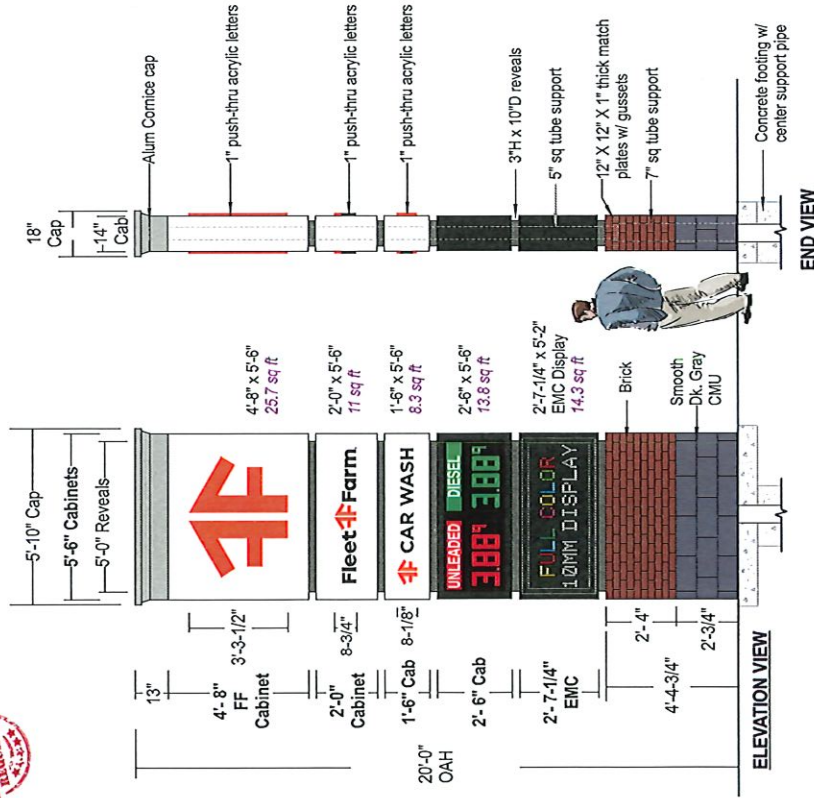 5'-10" Cap
5'-6" Cabinets
5'-0" Reveals
18"
Cap
14"
Cab
Alum Cornice cap
1" push-thru acrylic letters
1" push-thru acrylic letters
1" push-thru acrylic letters
3"H x 10"D reveals
5" sq tube support
12" X 12" X 1" thick match
plates w/ gussets
7" sq tube support
Concrete footing w/
center support pipe
END VIEW
13"
4'- 8"
FF
Cabinet
3'-3-1/2"
4'-8" x 5'-6"
25.7 sq ft
2'-0"
Cabinet
8-3/4"
Fleet Farm
2'-0" x 5'-6"
11 sq ft
1'-6" Cab
8-1/8"
CAR WASH
1'-6" x 5'-6"
8.3 sq ft
2'- 6" Cab
UNLEADED
DIESEL
3.88⁹
3.88⁹
2'-6" x 5'-6"
13.8 sq ft
2'- 7-1/4"
EMC
FULL COLOR
10MM DISPLAY
2'-7-1/4" x 5'-2"
EMC Display
14.3 sq ft
20'-0"
OAH
4'-4-3/4"
2'- 4"
2'-3/4"
Brick
Smooth
Dk. Gray
CMU
ELEVATION VIEW